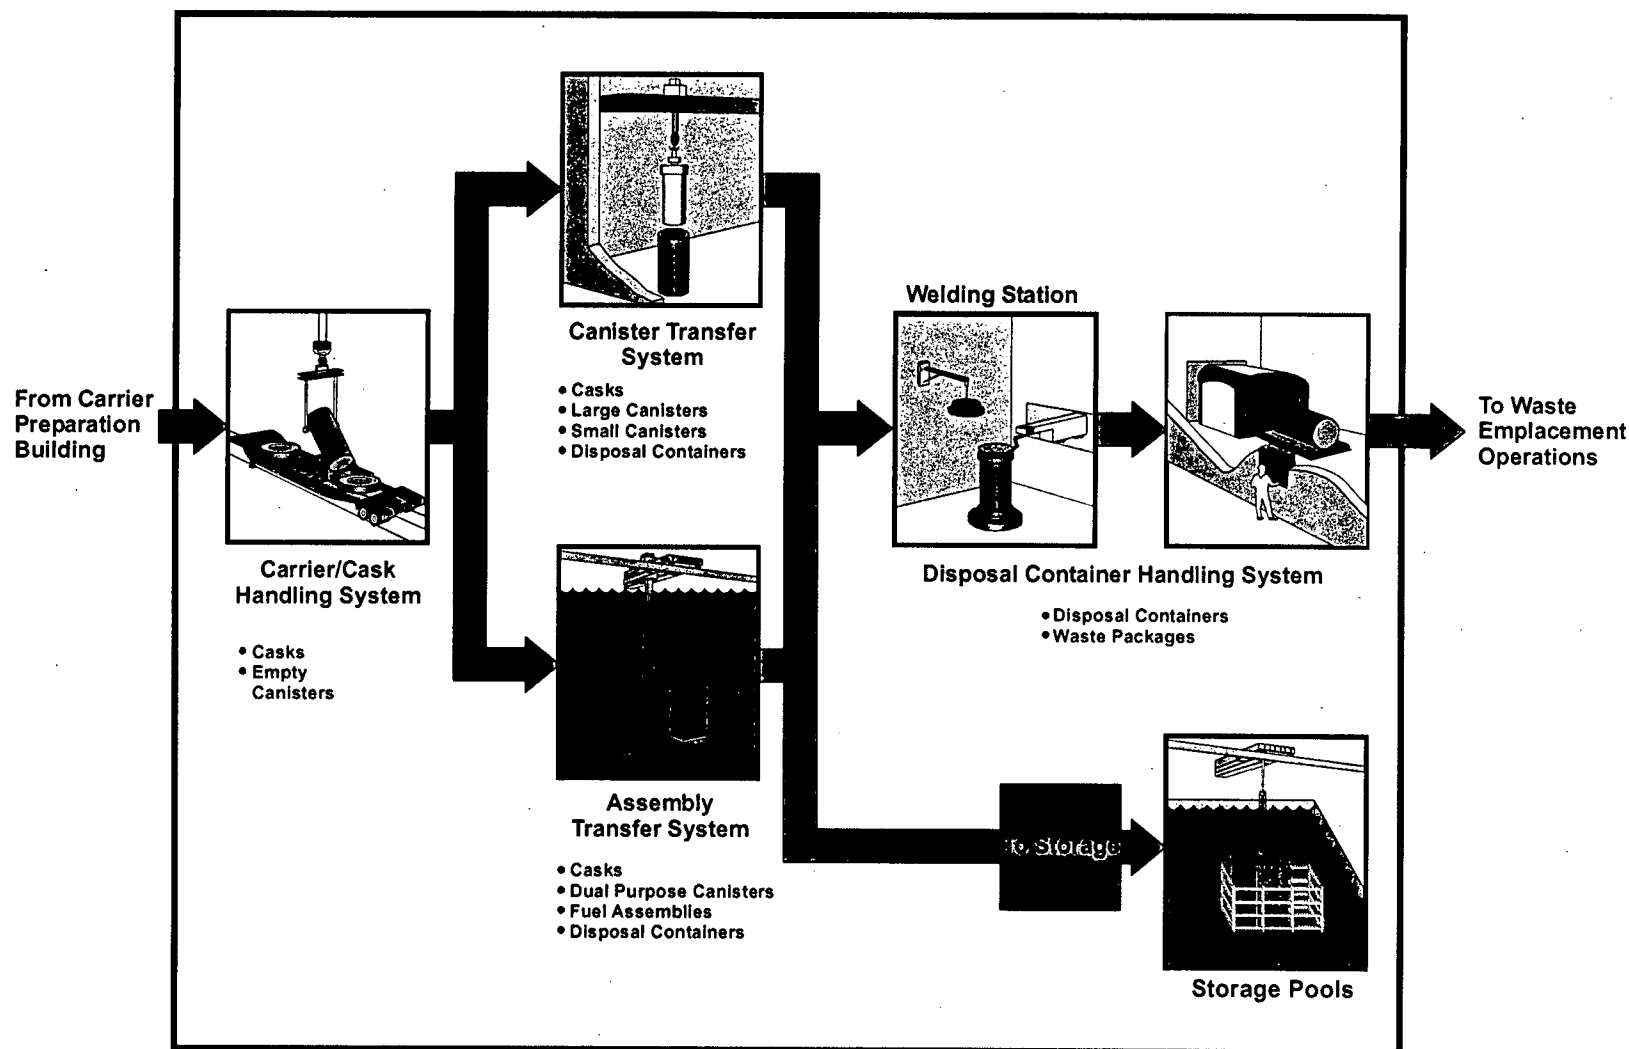 From Carrier
Preparation
Building
Carrier/Cask
Handling System
• Casks
• Empty
Canisters
Canister Transfer
System
• Casks
• Large Canisters
• Small Canisters
• Disposal Containers
Assembly
Transfer System
• Casks
• Dual Purpose Canisters
• Fuel Assemblies
• Disposal Containers
Welding Station
Disposal Container Handling System
• Disposal Containers
• Waste Packages
To Storage
Storage Pools
To Waste
Emplacement
Operations